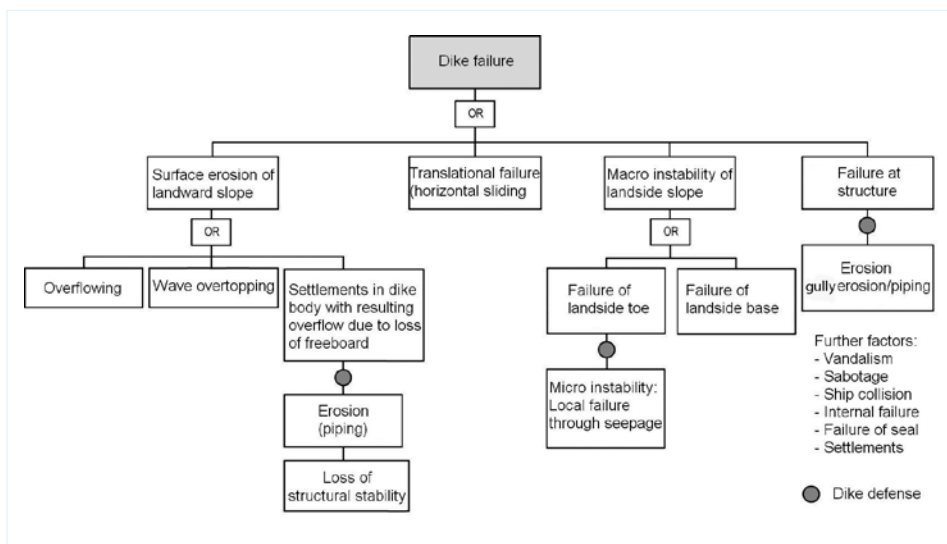 Dike failure
OR
Surface erosion of
landward slope
Translational failure
(horizontal sliding
Macro instability of
landside slope
Failure at
structure
OR
OR
Overflowing
Wave overtopping
Settlements in dike
body with resulting
overflow due to loss
of freeboard
Failure of
landside toe
Failure of
landside base
Erosion
gully erosion/piping
Erosion
(piping)
Loss of
structural stability
Micro instability:
Local failure
through seepage
Further factors:
- Vandalism
- Sabotage
- Ship collision
- Internal failure
- Failure of seal
- Settlements
Dike defense